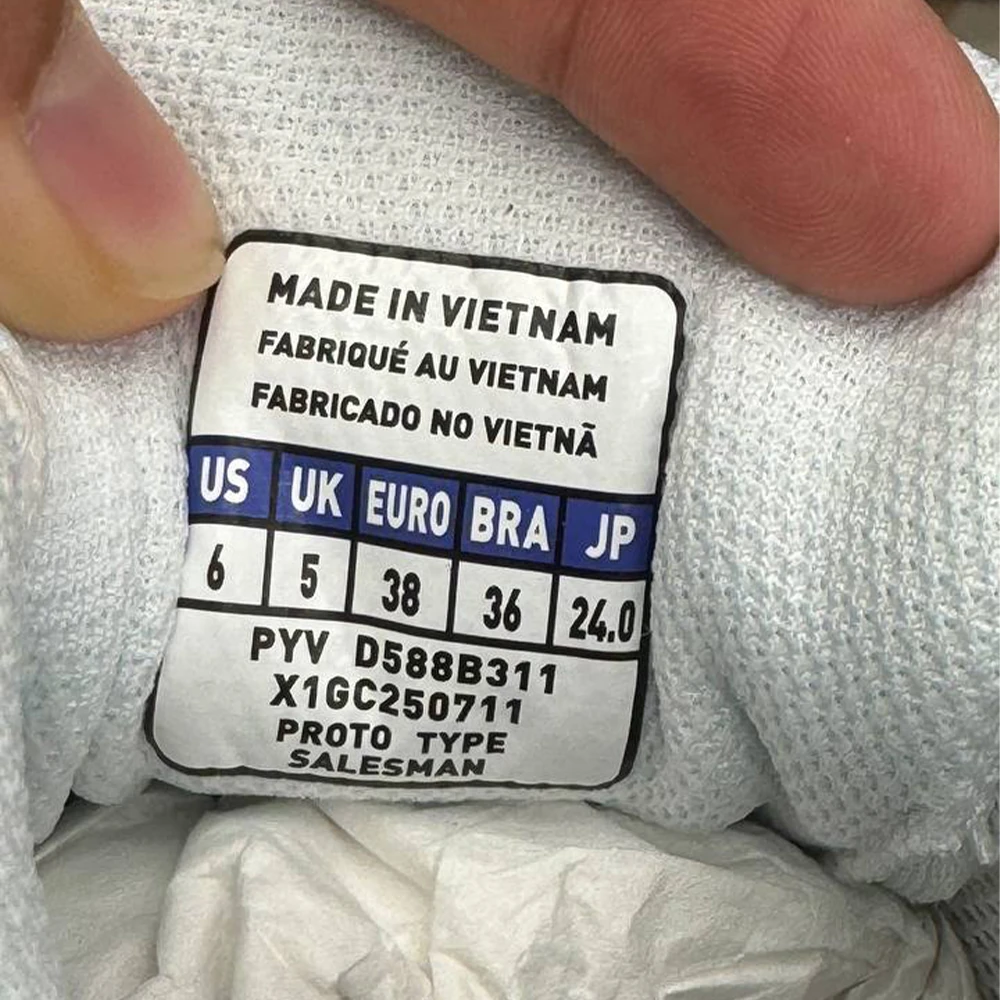 MADE IN VIETNAM
FABRIQUÉ AU VIETNAM
FABRICADO NO VIETNÃ
US UK EURO BRA JP
6 5 38 36 24.0
PYV D588B311
X1GC250711
PROTO TYPE
SALESMAN